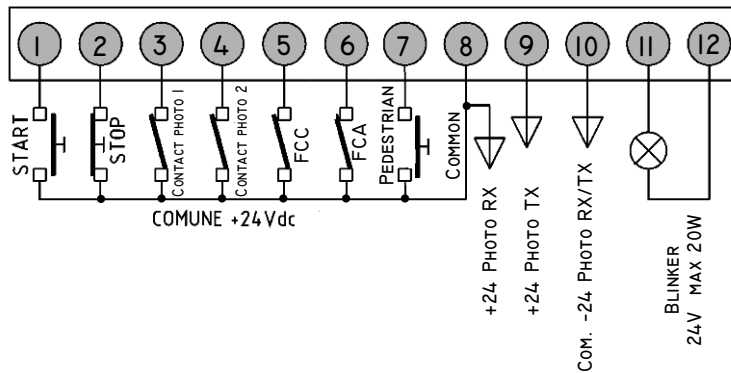 1 2 3 4 5 6 7 8 9 10 11 12
START
STOP
CONTACT PHOTO 1
CONTACT PHOTO 2
FCC
FCA
PEDESTRIAN
COMMON
COMUNE +24Vdc
+24 PHOTO RX
+24 PHOTO TX
COM. -24 PHOTO RX/TX
BLINKER
24V MAX 20W